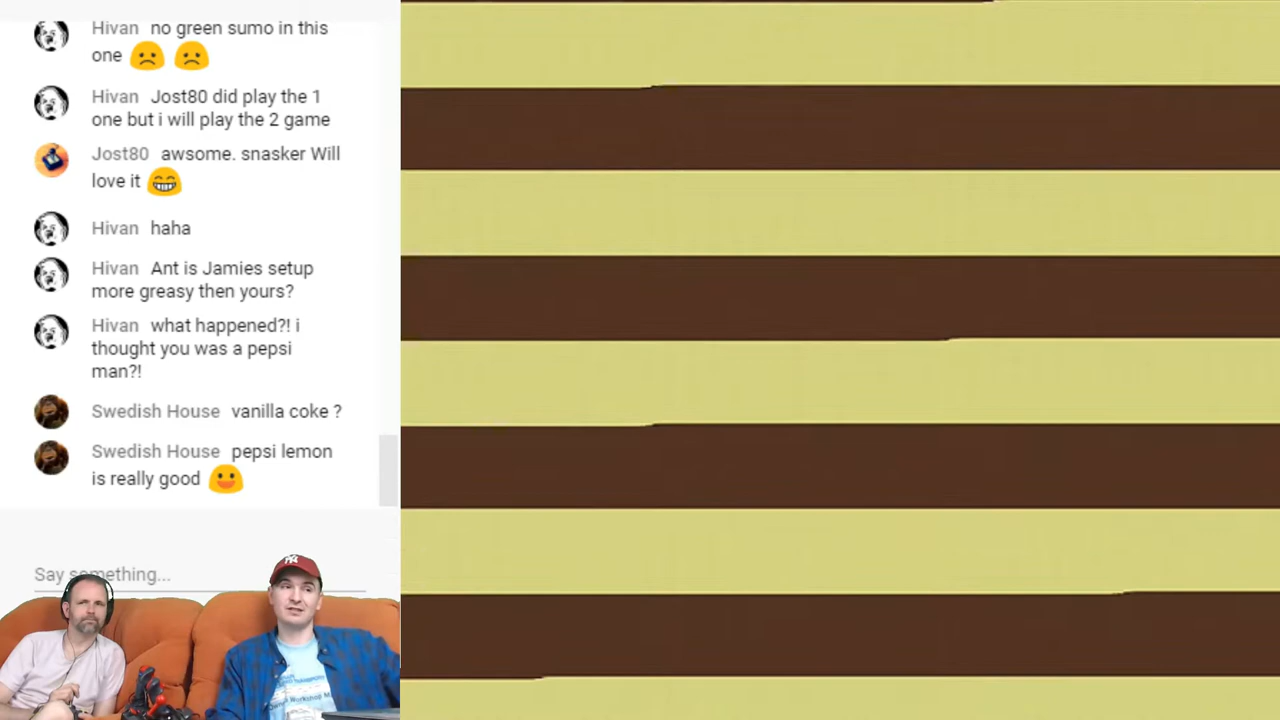 Hivan no green sumo in this
one
Hivan Jost80 did play the 1
one but i will play the 2 game
Jost80 awsome. snasker Will
love it
Hivan haha
Hivan Ant is Jamies setup
more greasy then yours?
Hivan what happened?! i
thought you was a pepsi
man?!
Swedish House vanilla coke ?
Swedish House pepsi lemon
is really good
Say something...